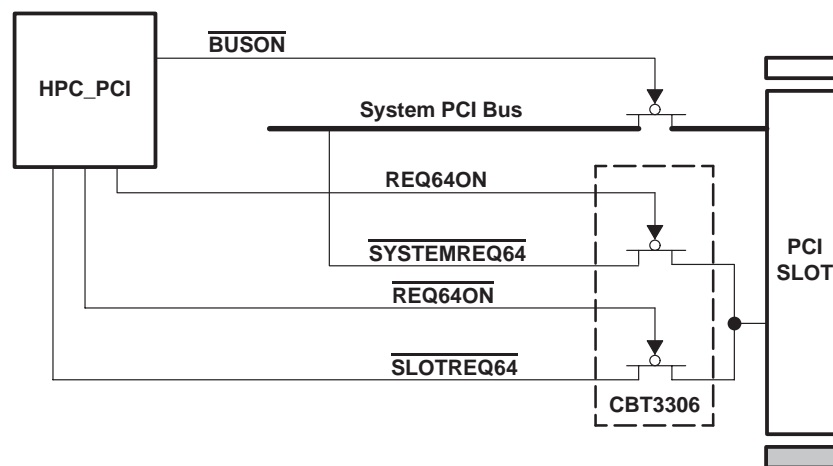 BUSON
HPC_PCI
System PCI Bus
REQ64ON
SYSTEMREQ64
PCI
SLOT
REQ64ON
SLOTREQ64
CBT3306